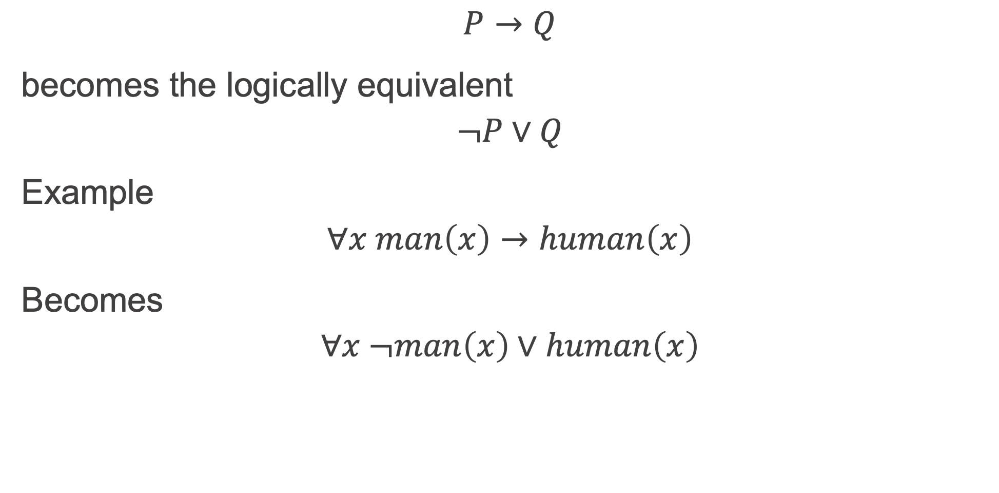 P → Q
becomes the logically equivalent
¬P ∨ Q
Example
∀x man(x) → human(x)
Becomes
∀x ¬man(x) ∨ human(x)